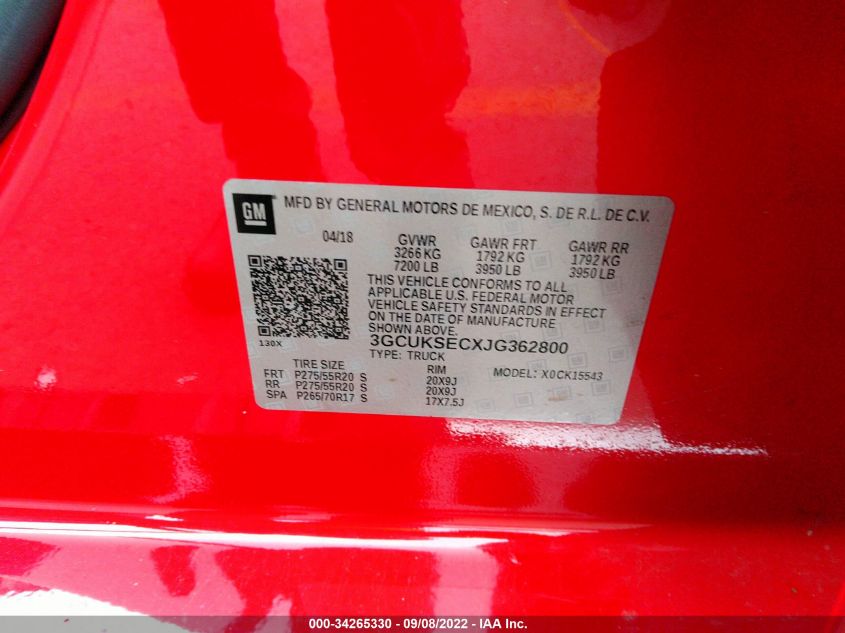 GM
MFD BY GENERAL MOTORS DE MEXICO, S. DE R.L. DE C.V.
04/18 GVWR GAWR FRT GAWR RR
3266 KG 1792 KG 1792 KG
7200 LB 3950 LB 3950 LB
THIS VEHICLE CONFORMS TO ALL
APPLICABLE U.S. FEDERAL MOTOR
VEHICLE SAFETY STANDARDS IN EFFECT
ON THE DATE OF MANUFACTURE
SHOWN ABOVE.
130X
3GCUKSECXJG362800
TYPE: TRUCK
MODEL: X0CK15543
TIRE SIZE RIM
FRT P275/55R20 S 20X9J
RR P275/55R20 S 20X9J
SPA P265/70R17 S 17X7.5J
000-34265330 - 09/08/2022 - IAA Inc.